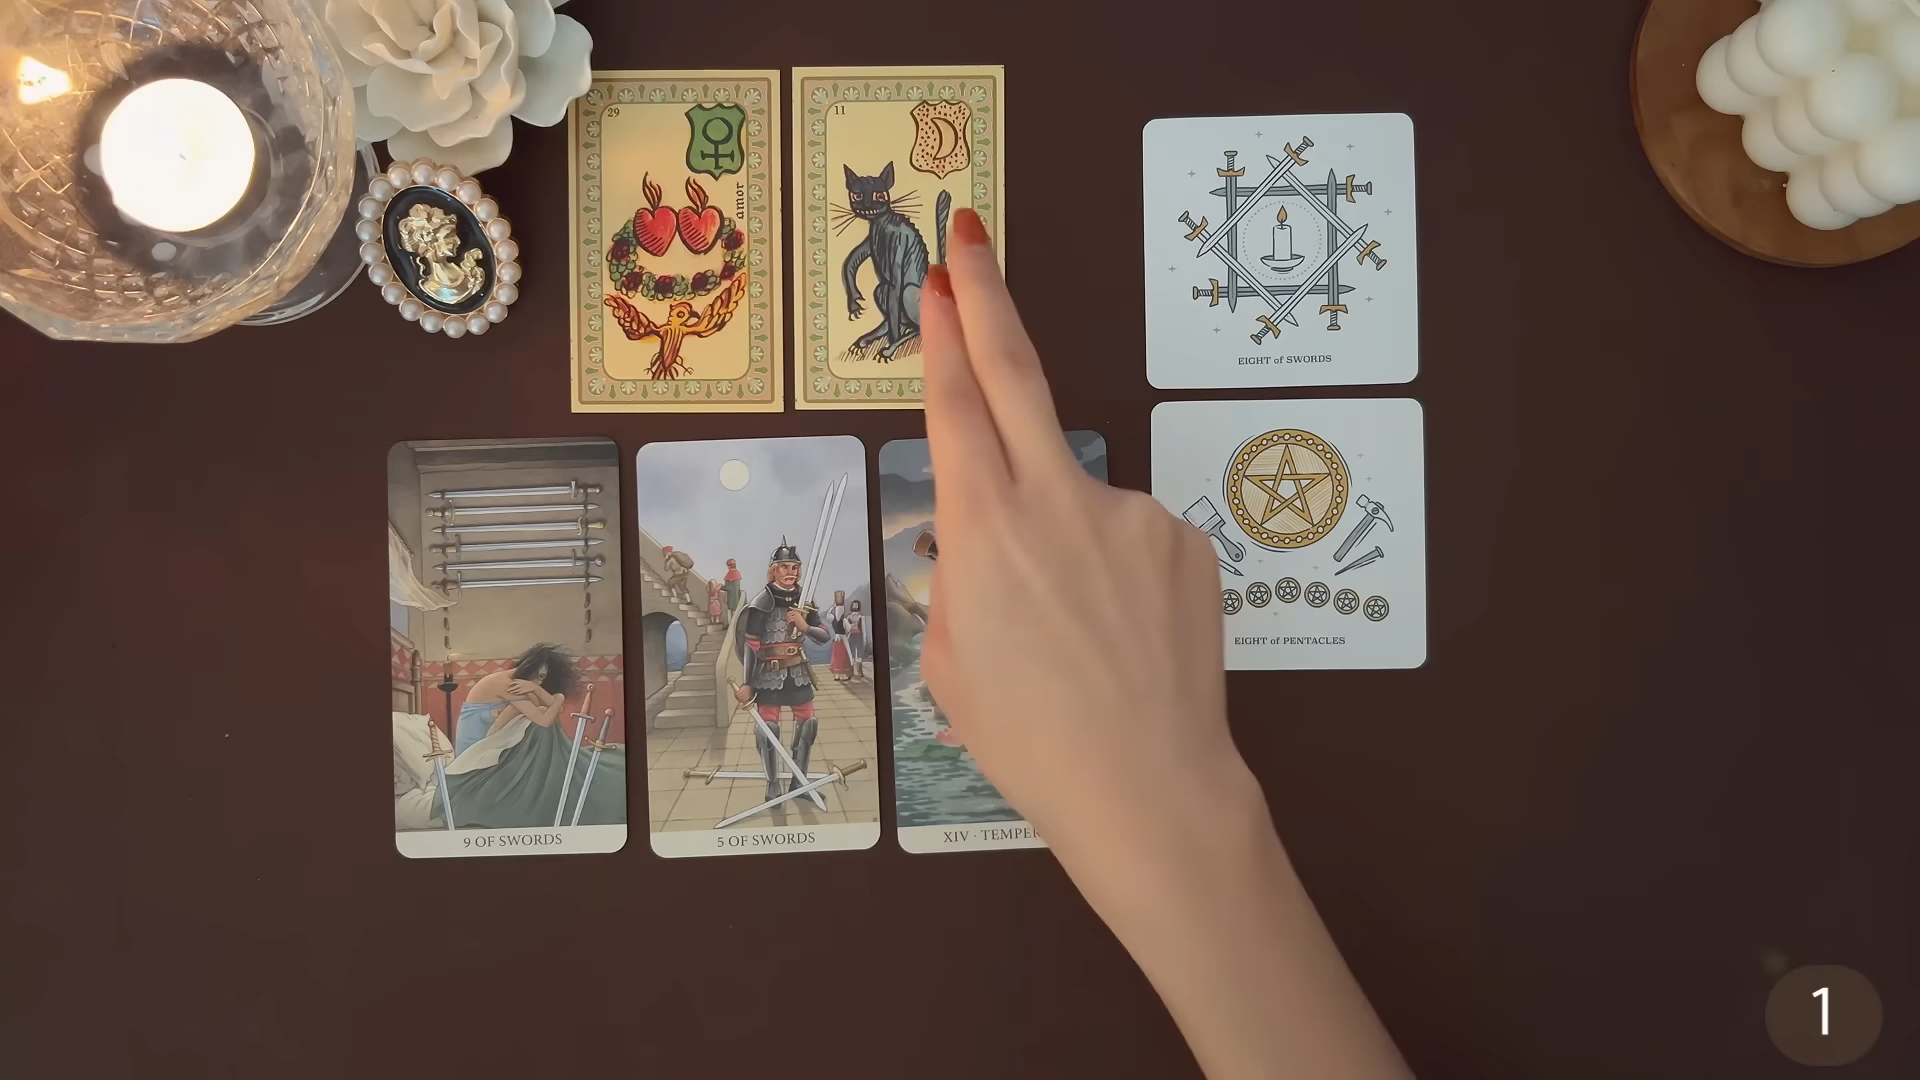 29
amor
11
EIGHT of SWORDS
EIGHT of PENTACLES
9 OF SWORDS
5 OF SWORDS
XIV · TEMPER
1